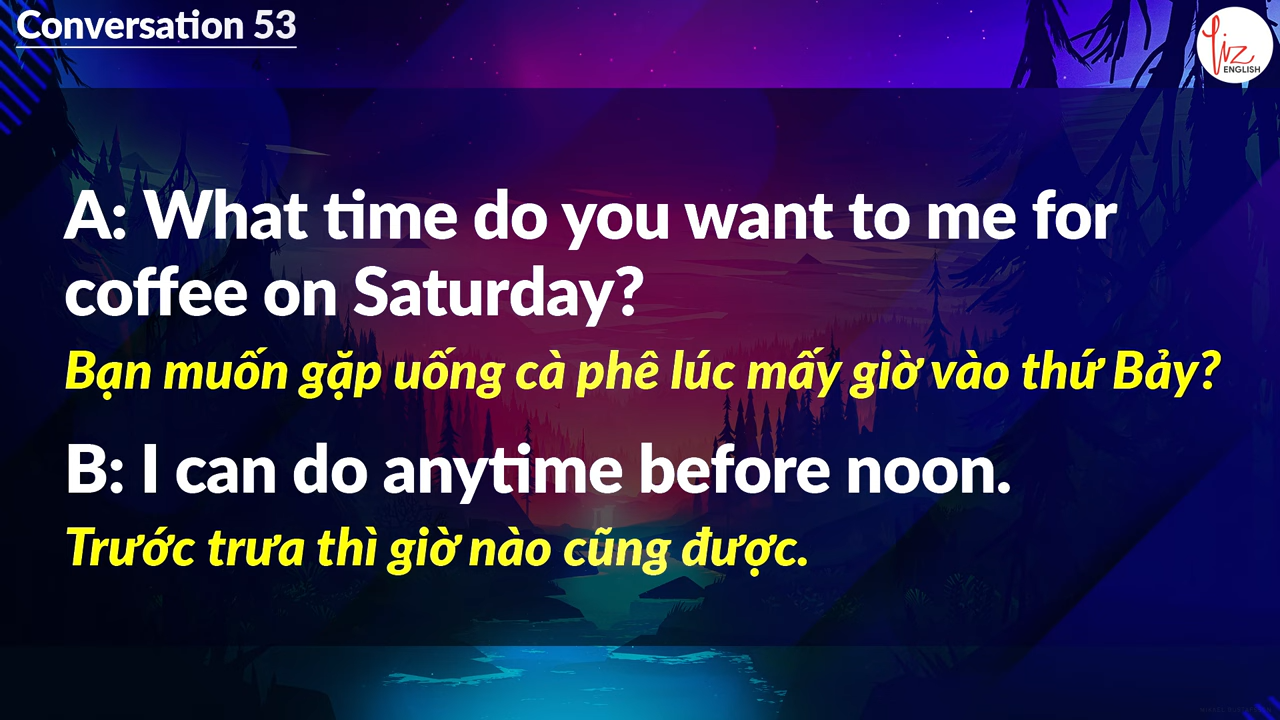 Conversation 53
Liz
ENGLISH
A: What time do you want to me for
coffee on Saturday?
Bạn muốn gặp uống cà phê lúc mấy giờ vào thứ Bảy?
B: I can do anytime before noon.
Trước trưa thì giờ nào cũng được.